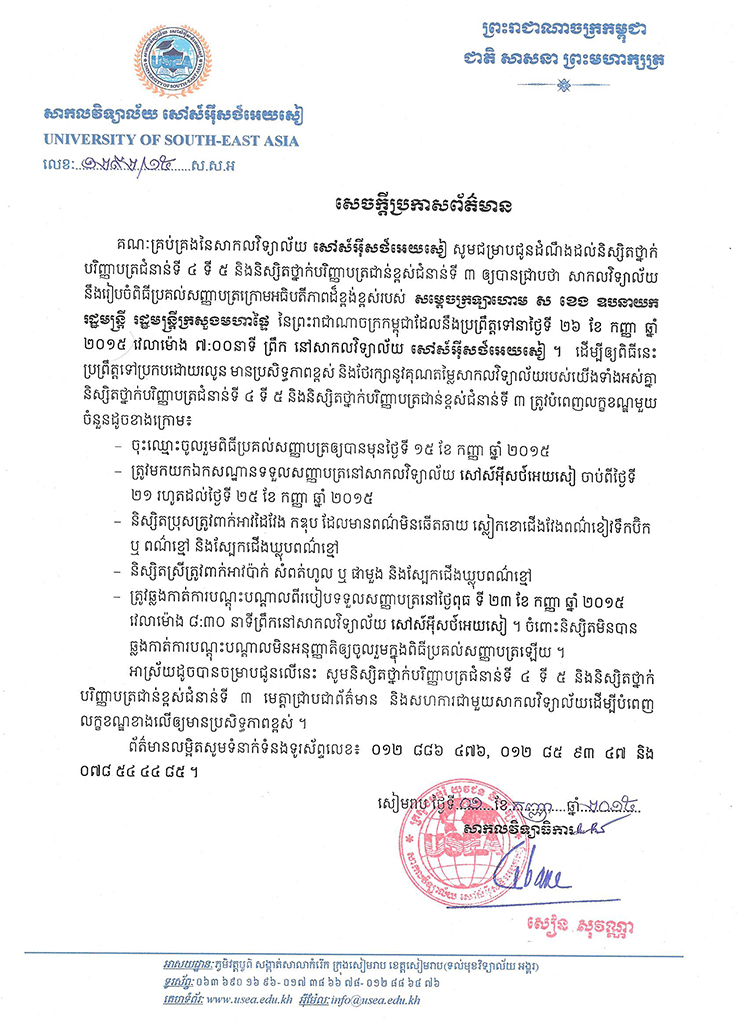 ព្រះរាជាណាចក្រកម្ពុជា
ជាតិ សាសនា ព្រះមហាក្សត្រ
USEA
UNIVERSITY OF SOUTH-EAST ASIA
សាកលវិទ្យាល័យ សៅស៍អ៊ីសថ៍អេយសៀ
UNIVERSITY OF SOUTH-EAST ASIA
លេខ: ស.ស.អ
សេចក្តីប្រកាសព័ត៌មាន
គណៈគ្រប់គ្រងនៃសាកលវិទ្យាល័យ សៅស៍អ៊ីសថ៍អេយសៀ សូមជម្រាបជូនដំណឹងដល់និស្សិតថ្នាក់
បរិញ្ញាបត្រជំនាន់ទី ៤ ទី ៥ និងនិស្សិតថ្នាក់បរិញ្ញាបត្រជាន់ខ្ពស់ជំនាន់ទី ៣ ឲ្យបានជ្រាបថា សាកលវិទ្យាល័យ
នឹងរៀបចំពិធីប្រគល់សញ្ញាបត្រក្រោមអធិបតីភាពដ៏ខ្ពង់ខ្ពស់របស់ សម្តេចក្រឡាហោម ស ខេង ឧបនាយក
រដ្ឋមន្ត្រី រដ្ឋមន្ត្រីក្រសួងមហាផ្ទៃ នៃព្រះរាជាណាចក្រកម្ពុជាដែលនឹងប្រព្រឹត្តទៅនាថ្ងៃទី ២៦ ខែ កញ្ញា ឆ្នាំ
២០១៥ វេលាម៉ោង ៧:០០នាទី ព្រឹក នៅសាកលវិទ្យាល័យ សៅស៍អ៊ីសថ៍អេយសៀ ។ ដើម្បីឲ្យពិធីនេះ
ប្រព្រឹត្តទៅប្រកបដោយរលូន មានប្រសិទ្ធភាពខ្ពស់ និងថែរក្សានូវគុណតម្លៃសាកលវិទ្យាល័យរបស់យើងទាំងអស់គ្នា
និស្សិតថ្នាក់បរិញ្ញាបត្រជំនាន់ទី ៤ ទី ៥ និងនិស្សិតថ្នាក់បរិញ្ញាបត្រជាន់ខ្ពស់ជំនាន់ទី ៣ ត្រូវបំពេញលក្ខខណ្ឌមួយ
ចំនួនដូចខាងក្រោម៖
– ចុះឈ្មោះចូលរួមពិធីប្រគល់សញ្ញាបត្រឲ្យបានមុនថ្ងៃទី ១៥ ខែ កញ្ញា ឆ្នាំ ២០១៥
– ត្រូវមកយកឯកសណ្ឋានទទួលសញ្ញាបត្រនៅសាកលវិទ្យាល័យ សៅស៍អ៊ីសថ៍អេយសៀ ចាប់ពីថ្ងៃទី
២១ រហូតដល់ថ្ងៃទី ២៥ ខែ កញ្ញា ឆ្នាំ ២០១៥
– និស្សិតប្រុសត្រូវពាក់អាវដៃវែង កឌុប ដែលមានពណ៌មិនឆើតឆាយ ស្លៀកខោជើងវែងពណ៌ខៀវទឹកប៊ិក
ឬ ពណ៌ខ្មៅ និងស្បែកជើងឃ្លុបពណ៌ខ្មៅ
– និស្សិតស្រីត្រូវពាក់អាវប៉ាក់ សំពត់ហូល ឬ ផាមួង និងស្បែកជើងឃ្លុបពណ៌ខ្មៅ
– ត្រូវឆ្លងកាត់ការបណ្តុះបណ្តាលពីរបៀបទទួលសញ្ញាបត្រនៅថ្ងៃពុធ ទី ២៣ ខែ កញ្ញា ឆ្នាំ ២០១៥
វេលាម៉ោង ៨:៣០ នាទីព្រឹកនៅសាកលវិទ្យាល័យ សៅស៍អ៊ីសថ៍អេយសៀ ។ ចំពោះនិស្សិតមិនបាន
ឆ្លងកាត់ការបណ្តុះបណ្តាលមិនអនុញ្ញាតិឲ្យចូលរួមក្នុងពិធីប្រគល់សញ្ញាបត្រឡើយ ។
អាស្រ័យដូចបានចម្រាបជូនលើនេះ សូមនិស្សិតថ្នាក់បរិញ្ញាបត្រជំនាន់ទី ៤ ទី ៥ និងនិស្សិតថ្នាក់
បរិញ្ញាបត្រជាន់ខ្ពស់ជំនាន់ទី ៣ មេត្តាជ្រាបជាព័ត៌មាន និងសហការជាមួយសាកលវិទ្យាល័យដើម្បីបំពេញ
លក្ខខណ្ឌខាងលើឲ្យមានប្រសិទ្ធភាពខ្ពស់ ។
ព័ត៌មានលម្អិតសូមទំនាក់ទំនងទូរស័ព្ទលេខ៖ ០១២ ៨៨៦ ៤៧៦, ០១២ ៨៥ ៩៣ ៤៧ និង
០៧៨ ៥៤ ៤៤ ៨៥ ។
សៀមរាប ថ្ងៃទី ០១ ខែ កញ្ញា ឆ្នាំ ២០១៥
សាកលវិទ្យាធិការ
USEA
សៀន សុវណ្ណា
អាសយដ្ឋាន: ភូមិវត្តបូព៌ សង្កាត់សាលាកំរើក ក្រុងសៀមរាប ខេត្តសៀមរាប(ទល់មុខវិទ្យាល័យ អង្គរ)
ទូរស័ព្ទ: ០៦៣ ៦៩០ ១៦ ៩៦- ០១៧ ៣៨ ៦៦ ៧៨- ០១២ ៨៨ ៦៤ ៧៦
គេហទំព័រ: www.usea.edu.kh អ៊ីម៉ែល: info@usea.edu.kh